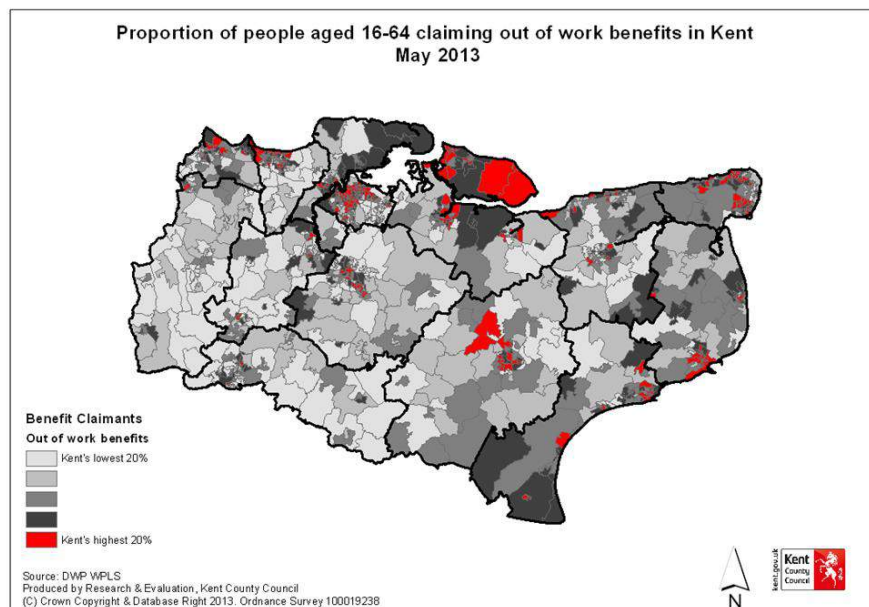 Proportion of people aged 16-64 claiming out of work benefits in Kent
May 2013
Benefit Claimants
Out of work benefits
Kent's lowest 20%
Kent's highest 20%
Source: DWP WPLS
Produced by Research & Evaluation, Kent County Council
(C) Crown Copyright & Database Right 2013. Ordnance Survey 100019238
N
kent.gov.uk
Kent
County
Council